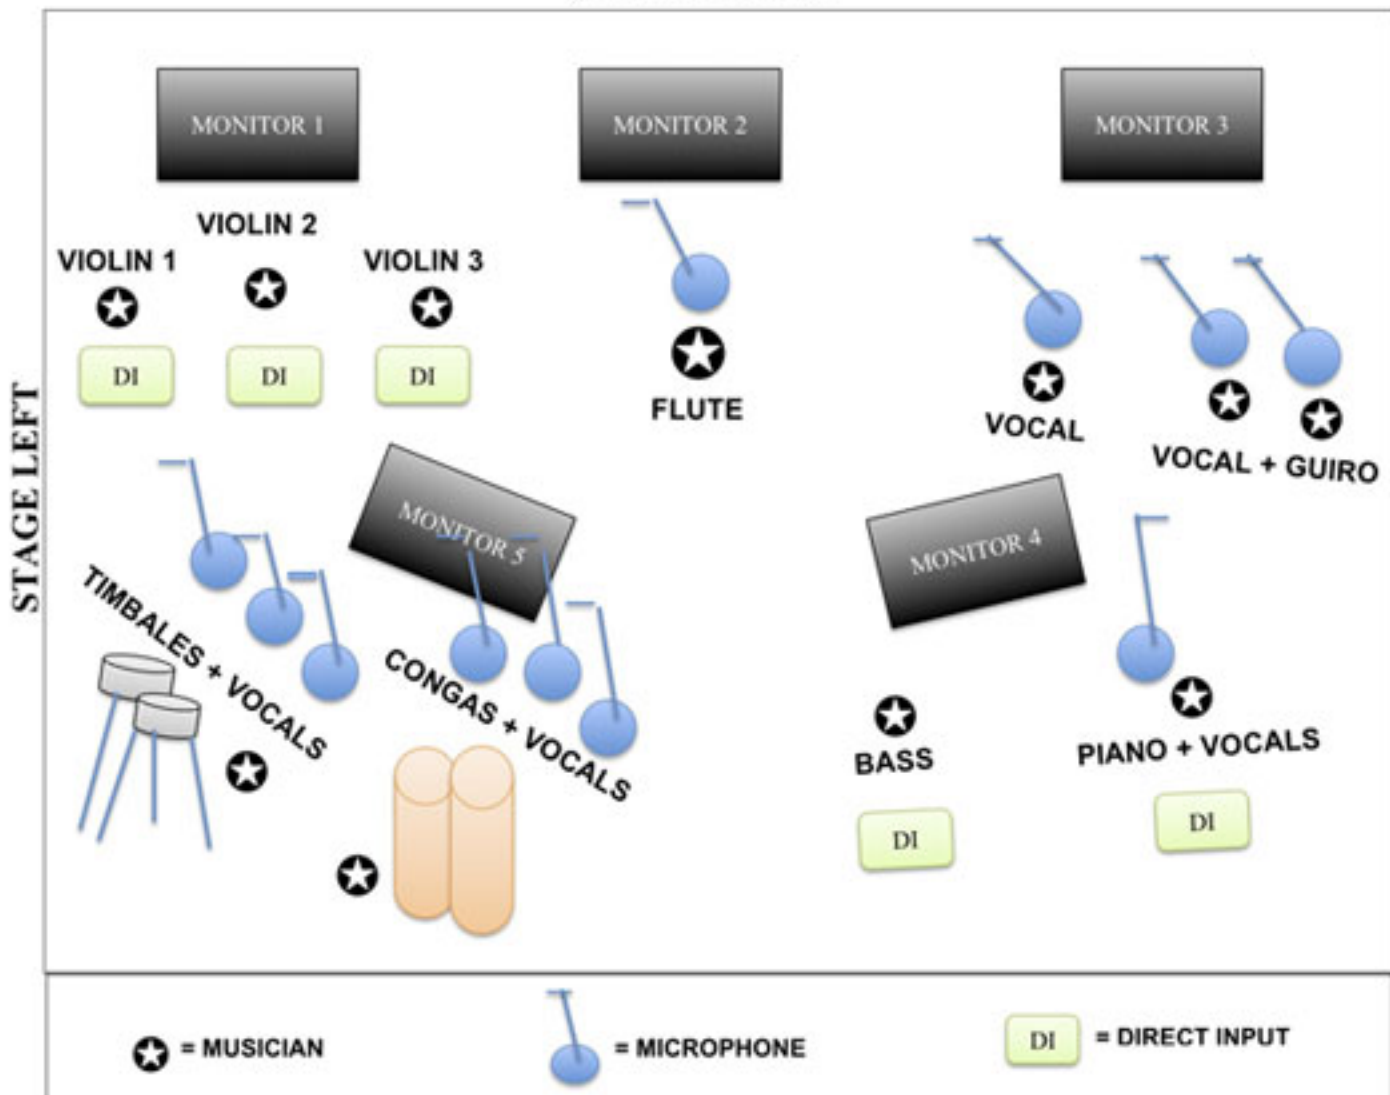 MONITOR 1
MONITOR 2
MONITOR 3
VIOLIN 1
VIOLIN 2
VIOLIN 3
DI
DI
DI
FLUTE
VOCAL
VOCAL + GUIRO
STAGE LEFT
MONITOR 5
MONITOR 4
TIMBALES + VOCALS
CONGAS + VOCALS
BASS
PIANO + VOCALS
DI
DI
= MUSICIAN
= MICROPHONE
DI
= DIRECT INPUT